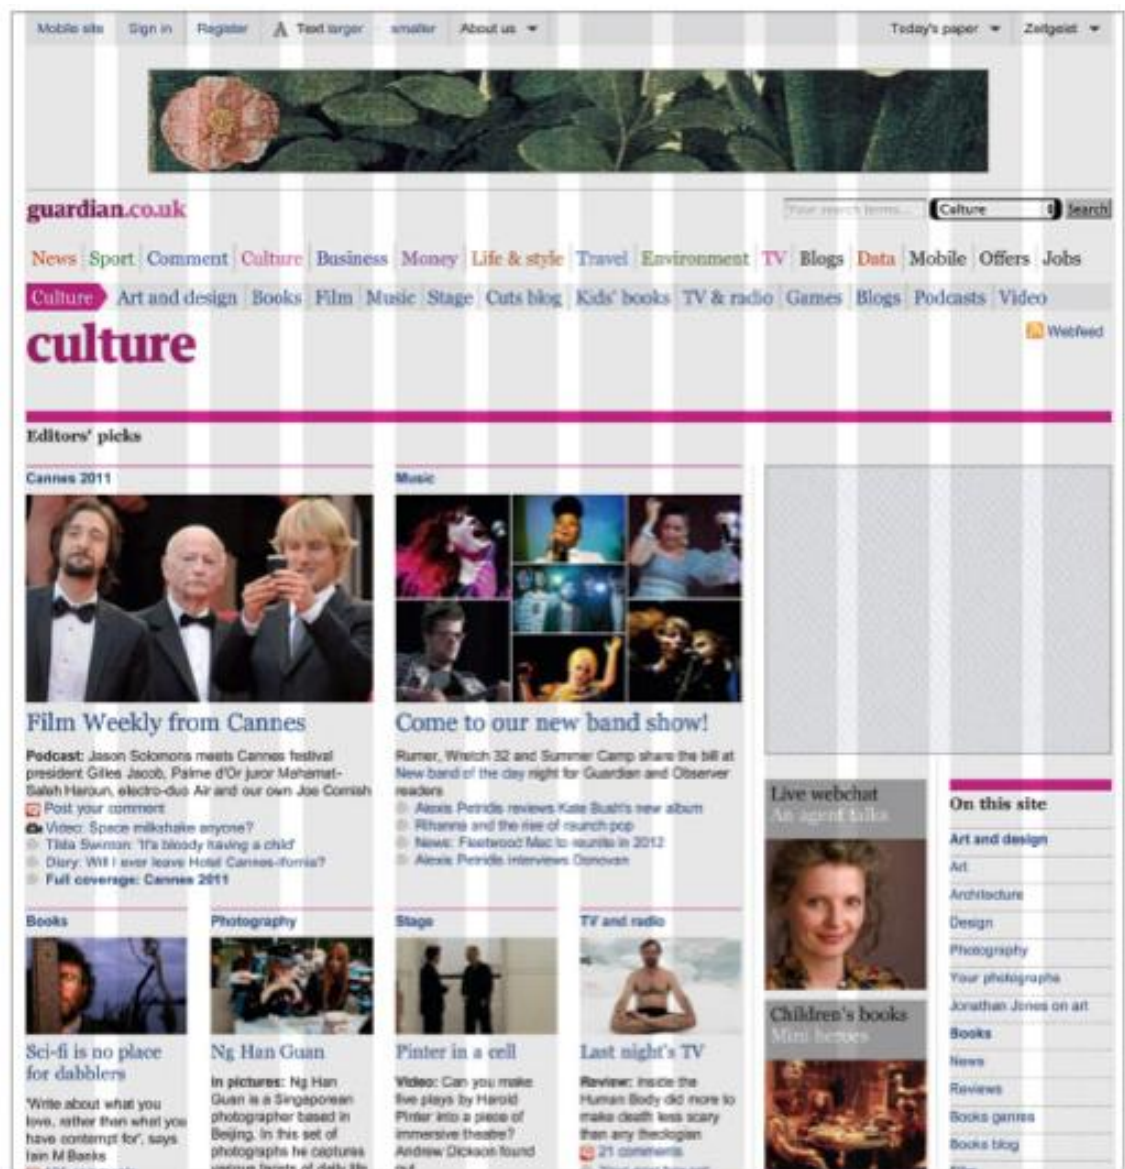 Mobile site Sign in Register A Text larger smaller About us Today's paper Zeitgeist
guardian.co.uk
Your search terms... Culture Search
News Sport Comment Culture Business Money Life & style Travel Environment TV Blogs Data Mobile Offers Jobs
Culture Art and design Books Film Music Stage Cuts blog Kids' books TV & radio Games Blogs Podcasts Video
culture
Webfeed
Editors' picks
Cannes 2011
Film Weekly from Cannes
Podcast: Jason Solomons meets Cannes festival
president Gilles Jacob, Palme d'Or juror Mahamat-
Saleh Haroun, electro-duo Air and our own Joe Cornish
Post your comment
Video: Space milkshake anyone?
Tilda Swinton: 'It's bloody having a child'
Diary: Will I ever leave Hotel Cannes-ifornia?
Full coverage: Cannes 2011
Music
Come to our new band show!
Rumer, Wretch 32 and Summer Camp share the bill at
New band of the day night for Guardian and Observer
readers
Alexis Petridis reviews Kate Bush's new album
Rihanna and the rise of raunch pop
News: Fleetwood Mac to reunite in 2012
Alexis Petridis interviews Donovan
Books
Sci-fi is no place
for dabblers
'Write about what you
love, rather than what you
have contempt for', says
Iain M Banks
Photography
Ng Han Guan
In pictures: Ng Han
Guan is a Singaporean
photographer based in
Beijing. In this set of
photographs he captures
various facets of daily life
Stage
Pinter in a cell
Video: Can you make
five plays by Harold
Pinter into a piece of
immersive theatre?
Andrew Dickson found
out
TV and radio
Last night's TV
Review: Inside the
Human Body did more to
make death less scary
than any theologian
21 comments
Live webchat
An agent talks
Children's books
Mini heroes
On this site
Art and design
Art
Architecture
Design
Photography
Your photographs
Jonathan Jones on art
Books
News
Reviews
Books genres
Books blog